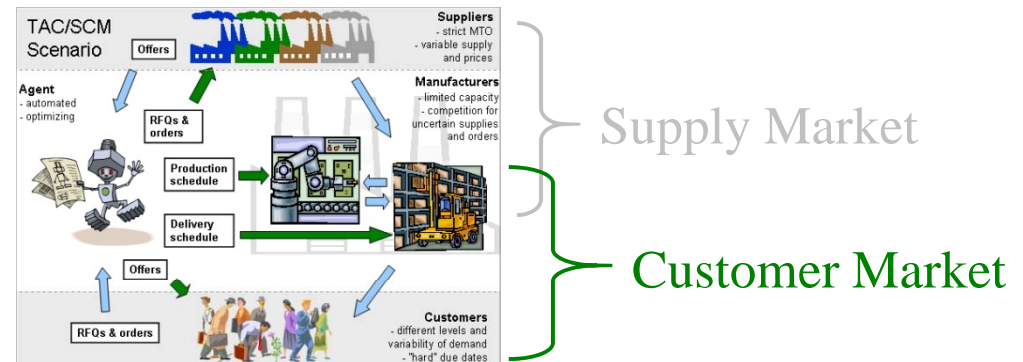 TAC/SCM
Scenario
Offers
Suppliers
- strict MTO
- variable supply
and prices
Agent
- automated
- optimizing
RFQs &
orders
Manufacturers
- limited capacity
- competition for
uncertain supplies
and orders
Supply Market
Production
schedule
Delivery
schedule
Offers
Customer Market
RFQs & orders
Customers
- different levels and
variability of demand
- "hard" due dates